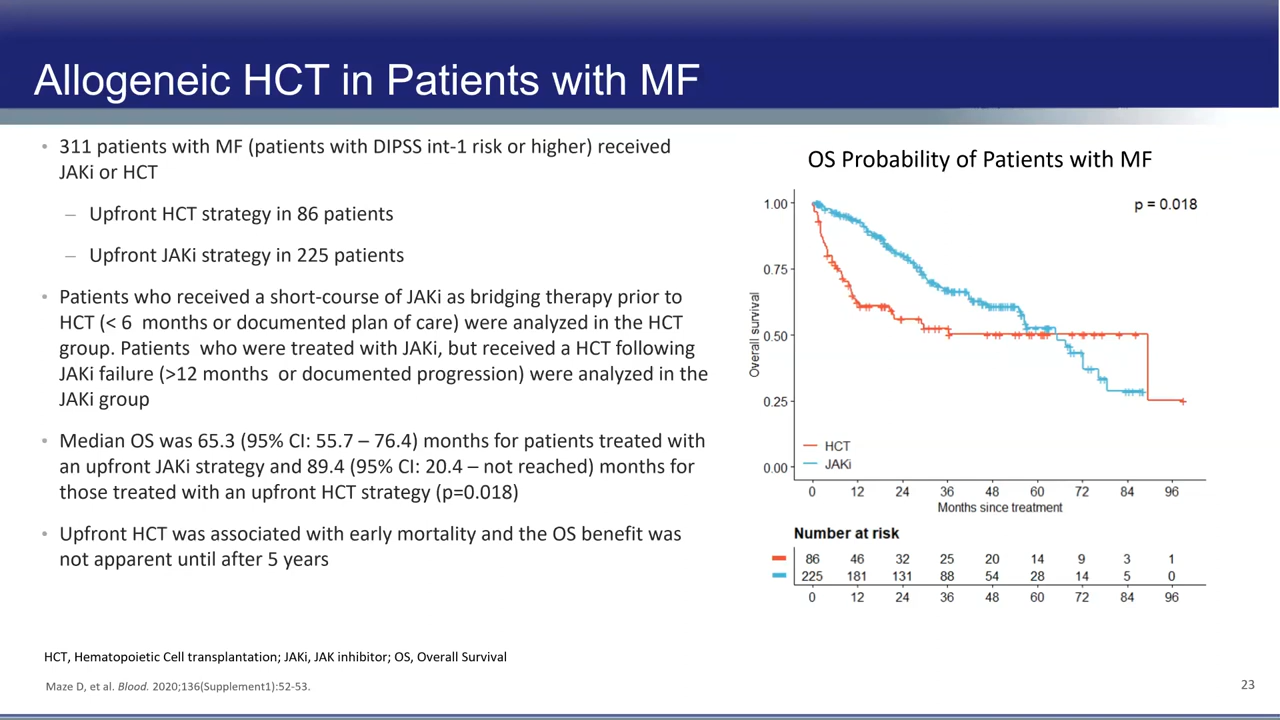 Allogeneic HCT in Patients with MF
• 311 patients with MF (patients with DIPSS int-1 risk or higher) received
JAKi or HCT
– Upfront HCT strategy in 86 patients
– Upfront JAKi strategy in 225 patients
• Patients who received a short-course of JAKi as bridging therapy prior to
HCT (< 6 months or documented plan of care) were analyzed in the HCT
group. Patients who were treated with JAKi, but received a HCT following
JAKi failure (>12 months or documented progression) were analyzed in the
JAKi group
• Median OS was 65.3 (95% CI: 55.7 – 76.4) months for patients treated with
an upfront JAKi strategy and 89.4 (95% CI: 20.4 – not reached) months for
those treated with an upfront HCT strategy (p=0.018)
• Upfront HCT was associated with early mortality and the OS benefit was
not apparent until after 5 years
OS Probability of Patients with MF
p = 0.018
Overall survival
1.00
0.75
0.50
0.25
0.00
HCT
JAKi
0 12 24 36 48 60 72 84 96
Months since treatment
Number at risk
86 46 32 25 20 14 9 3 1
225 181 131 88 54 28 14 5 0
0 12 24 36 48 60 72 84 96
HCT, Hematopoietic Cell transplantation; JAKi, JAK inhibitor; OS, Overall Survival
Maze D, et al. Blood. 2020;136(Supplement1):52-53.
23